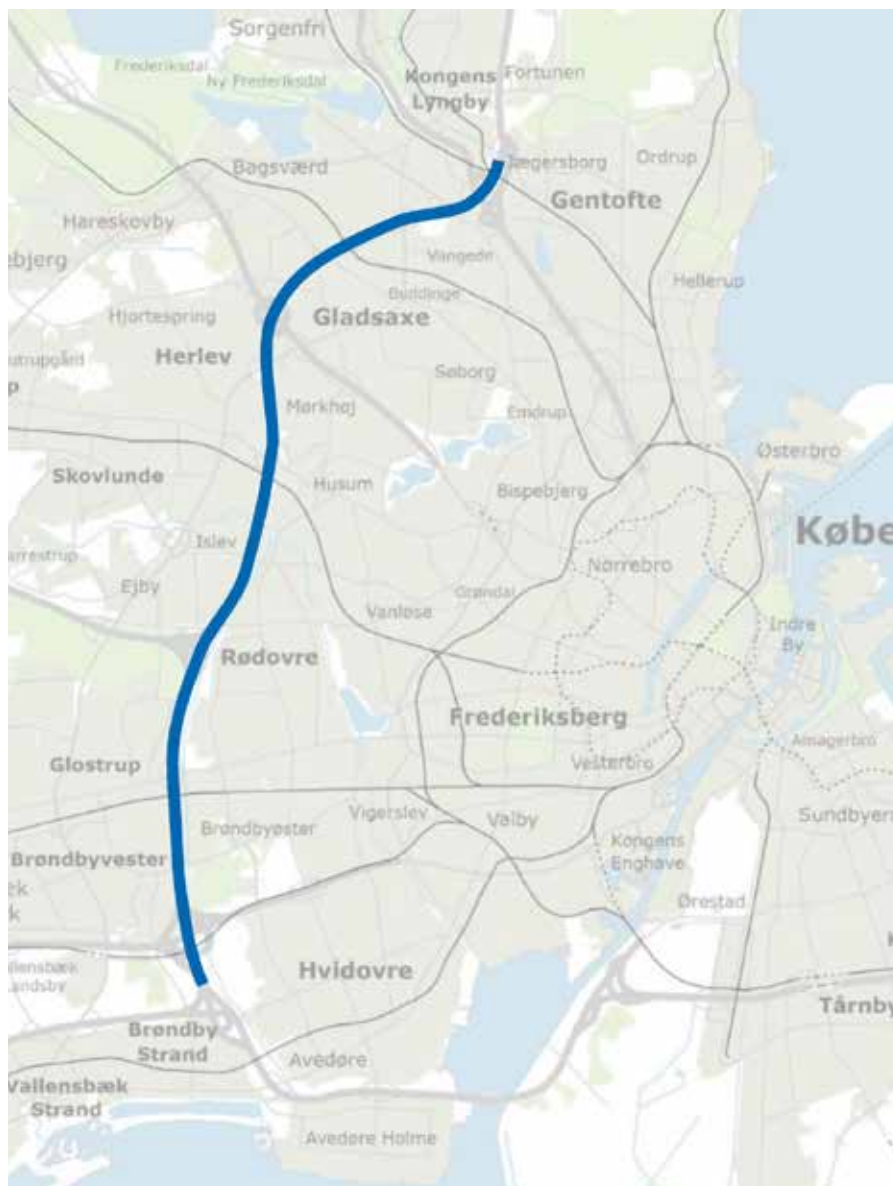 Sorgenfri
Frederiksdal
Ny Frederiksdal
Kongens
Lyngby
Fortunen
Bagsværd
Jægersborg
Ordrup
Gentofte
Hareskovby
Vangede
Hellerup
Buddinge
Hjortespring
Gladsaxe
Herlev
Søborg
Mørkhøj
Emdrup
Østerbro
Skovlunde
Husum
Bispebjerg
Islev
Købe
Nørrebro
Ejby
Grøndal
Vanløse
Indre
By
Rødovre
Frederiksberg
Amagerbro
Glostrup
Vesterbro
Brøndbyøster
Vigerslev
Valby
Sundbyern
Brøndbyvester
Kongens
Enghave
Ørestad
Hvidovre
Tårnby
Brøndby
Strand
Avedøre
Vallensbæk
Strand
Avedøre Holme